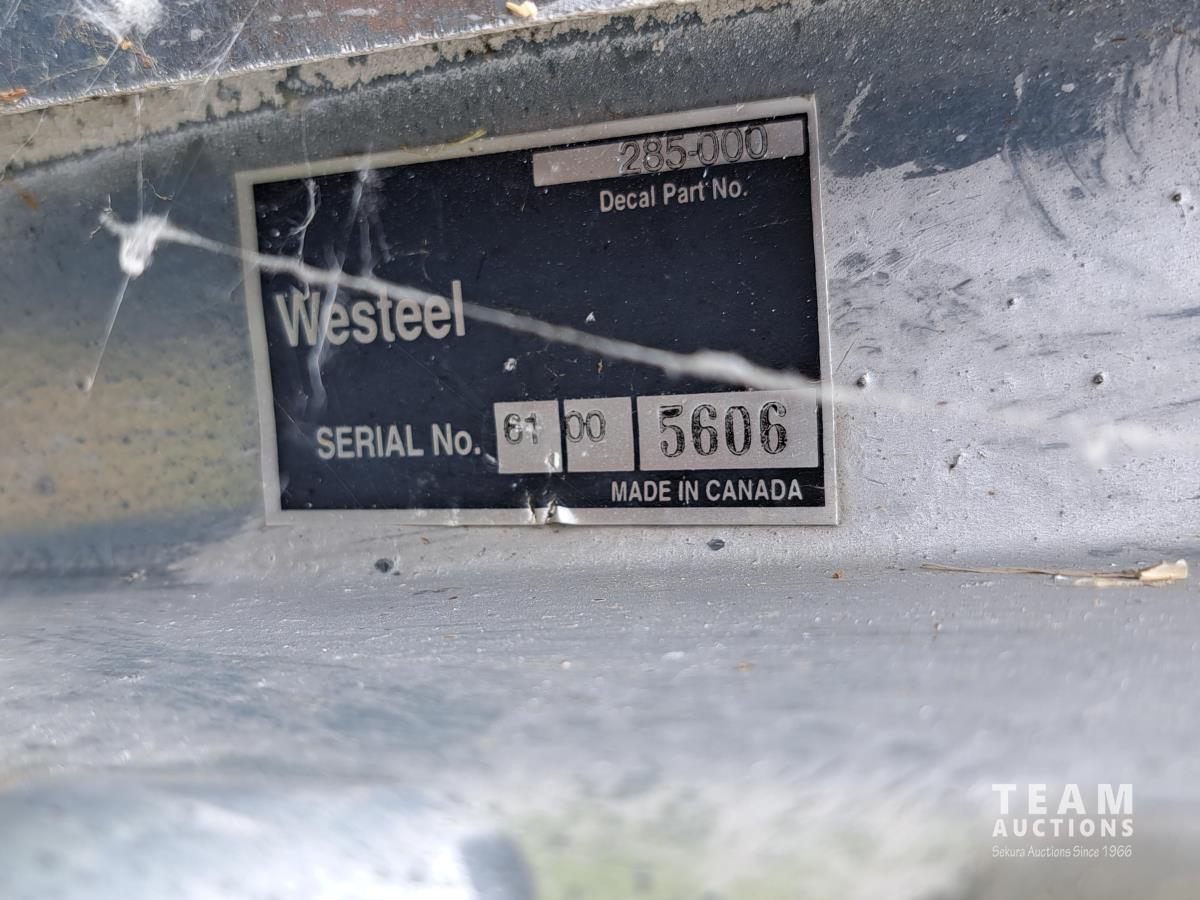 285-000
Decal Part No.
Westeel
SERIAL No. 61 00 5606
MADE IN CANADA
TEAM
AUCTIONS
Sekura Auctions Since 1966